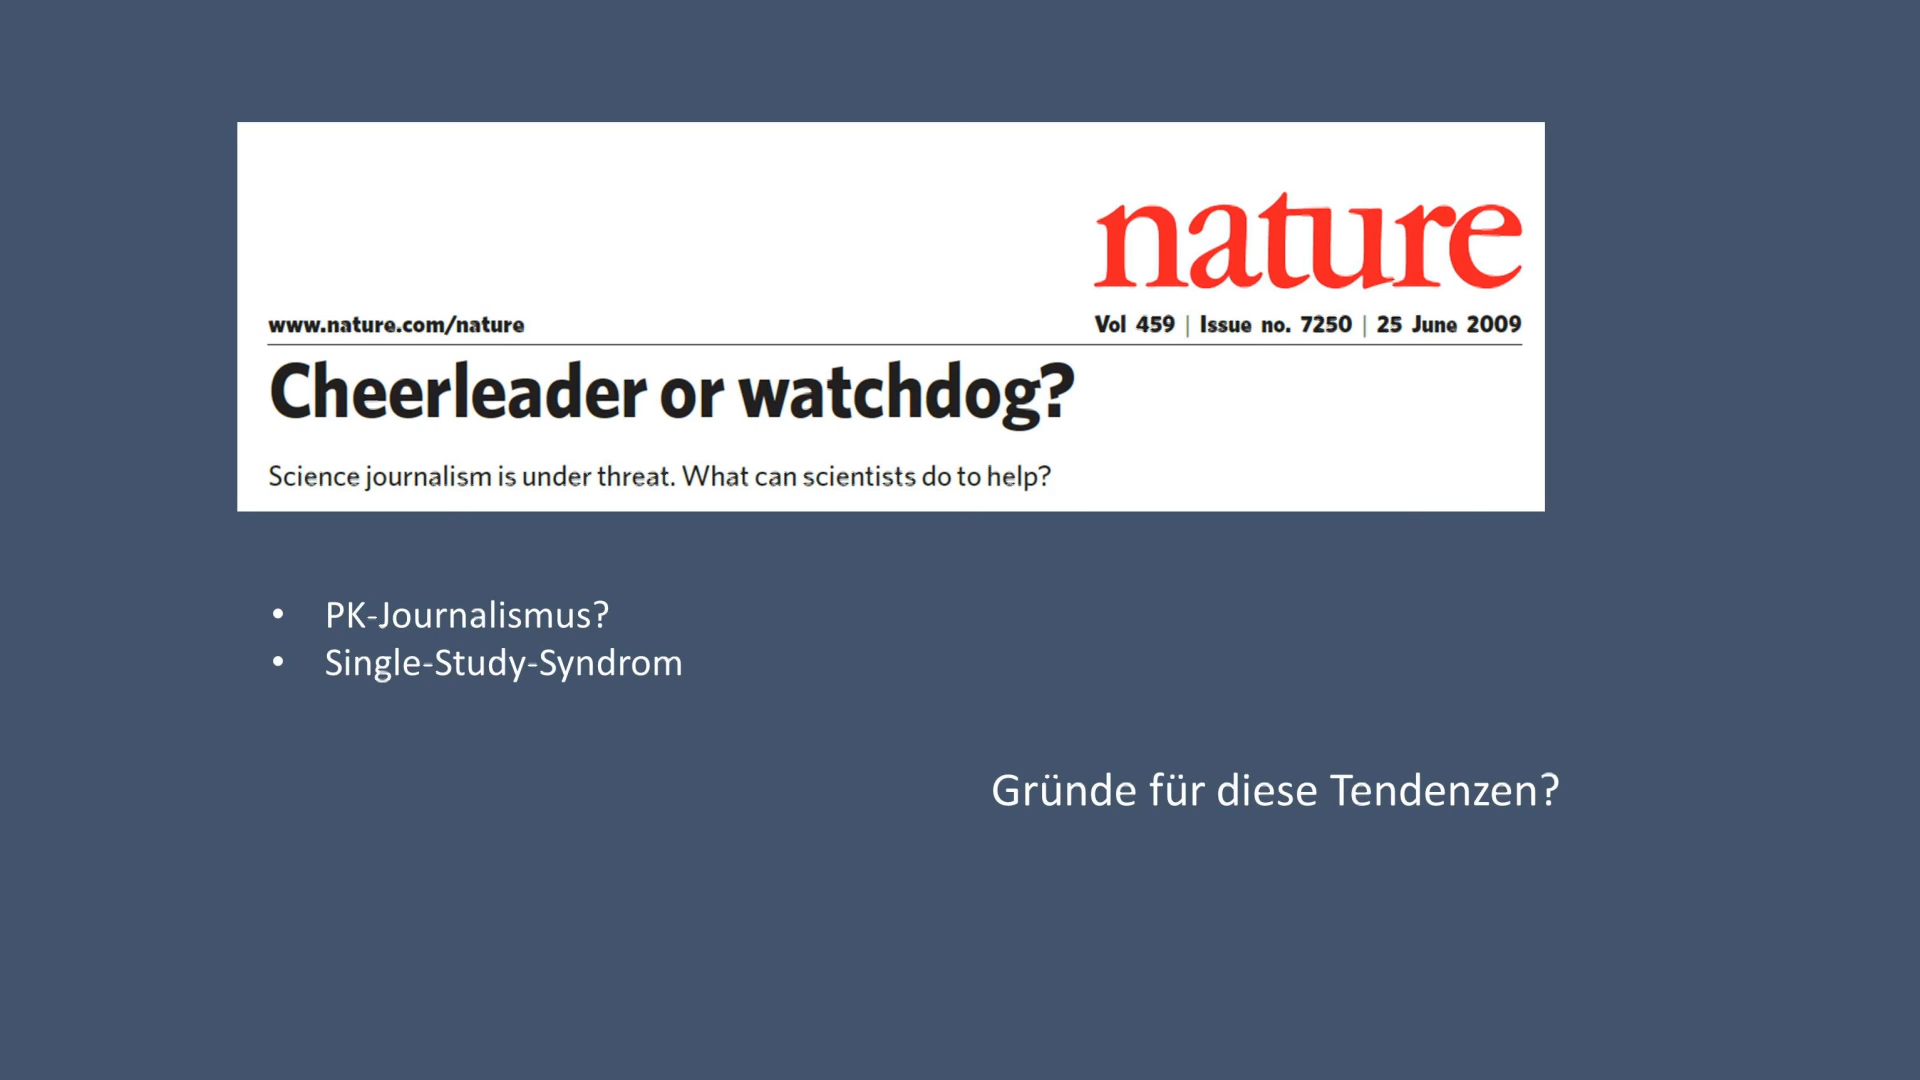 nature
www.nature.com/nature
Vol 459 | Issue no. 7250 | 25 June 2009
Cheerleader or watchdog?
Science journalism is under threat. What can scientists do to help?
• PK-Journalismus?
• Single-Study-Syndrom
Gründe für diese Tendenzen?